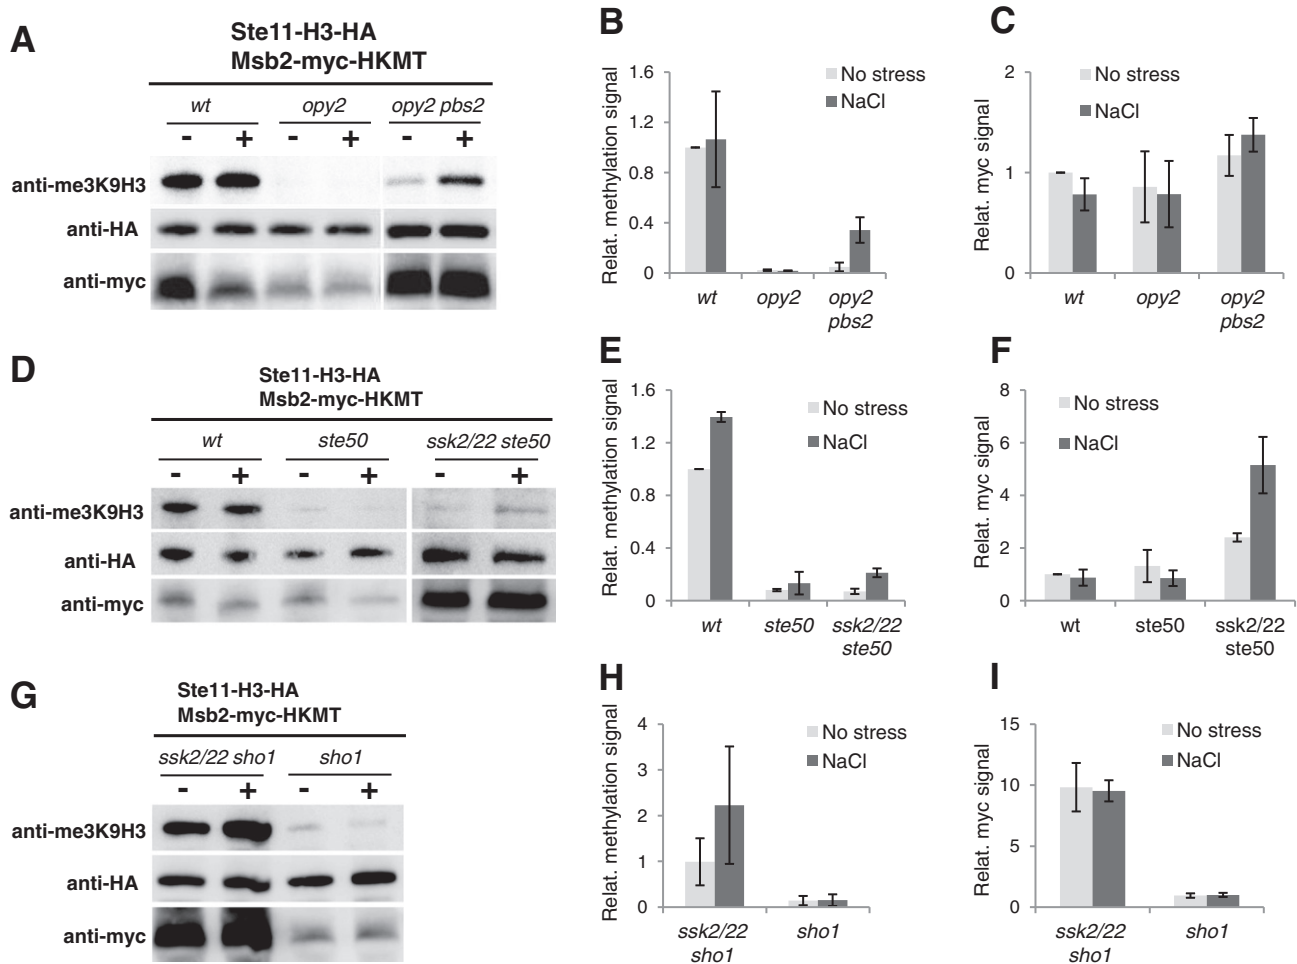 A
Ste11-H3-HA
Msb2-myc-HKMT
wt opy2 opy2 pbs2
- + - + - +
anti-me3K9H3
anti-HA
anti-myc
B
Relat. methylation signal
1.6
1.2
0.8
0.4
0
No stress
NaCl
wt opy2 opy2
pbs2
C
Relat. myc signal
2
1
0
No stress
NaCl
wt opy2 opy2
pbs2
D
Ste11-H3-HA
Msb2-myc-HKMT
wt ste50 ssk2/22 ste50
- + - + - +
anti-me3K9H3
anti-HA
anti-myc
E
Relat. methylation signal
1.6
1.2
0.8
0.4
0
No stress
NaCl
wt ste50 ssk2/22
ste50
F
Relat. myc signal
8
6
4
2
0
No stress
NaCl
wt ste50 ssk2/22
ste50
G
Ste11-H3-HA
Msb2-myc-HKMT
ssk2/22 sho1 sho1
- + - +
anti-me3K9H3
anti-HA
anti-myc
H
Relat. methylation signal
4
3
2
1
0
No stress
NaCl
ssk2/22 sho1
sho1
I
Relat. myc signal
15
10
5
0
No stress
NaCl
ssk2/22 sho1
sho1